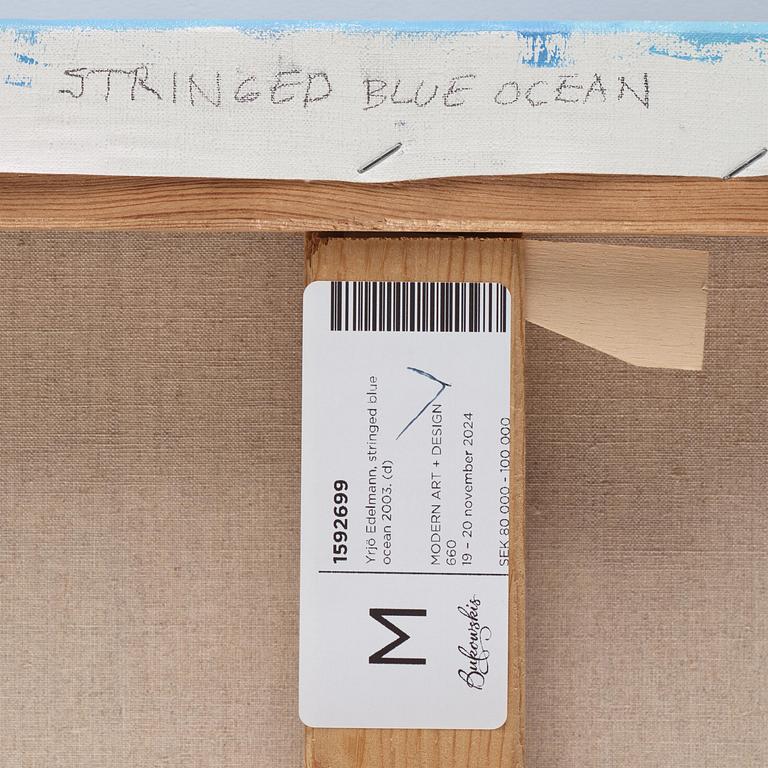 STRINGED BLUE OCEAN
1592699
Yrjö Edelmann, stringed blue
ocean 2003. (d)
MODERN ART + DESIGN
660
19 - 20 november 2024
SEK 80 000 - 100 000
M
Bukowskis